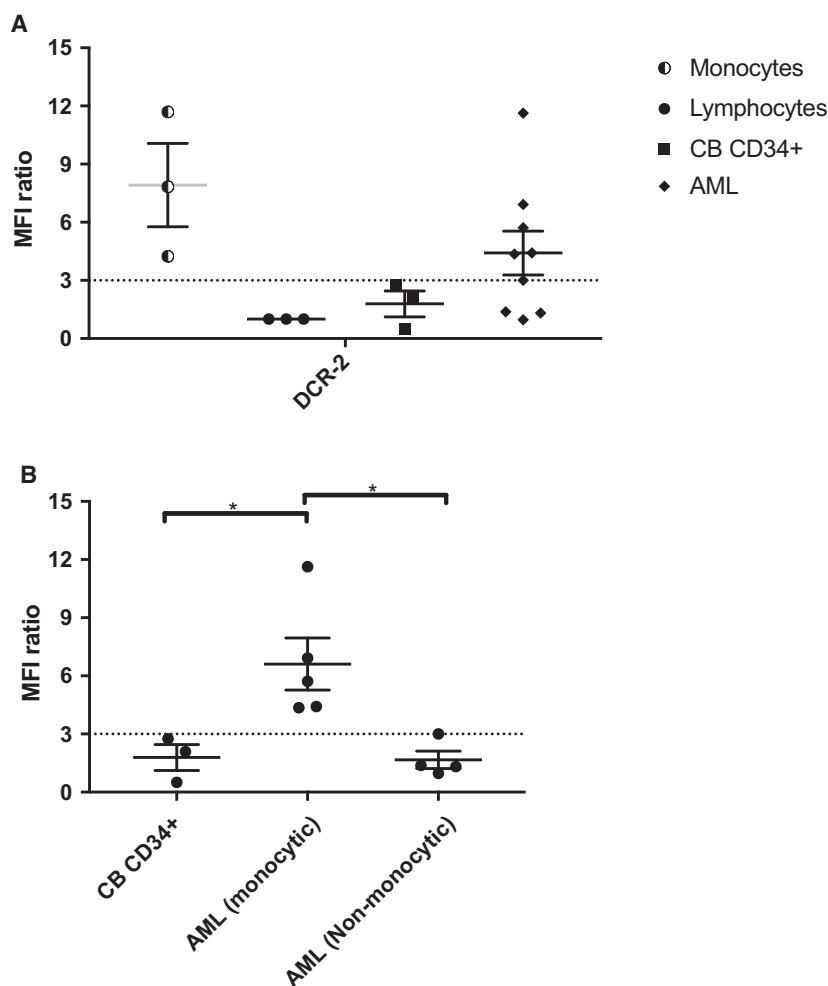 A
15
12
9
6
3
0
MFI ratio
DCR-2
Monocytes
Lymphocytes
CB CD34+
AML
B
15
12
9
6
3
0
MFI ratio
*
*
CB CD34+
AML (monocytic)
AML (Non-monocytic)